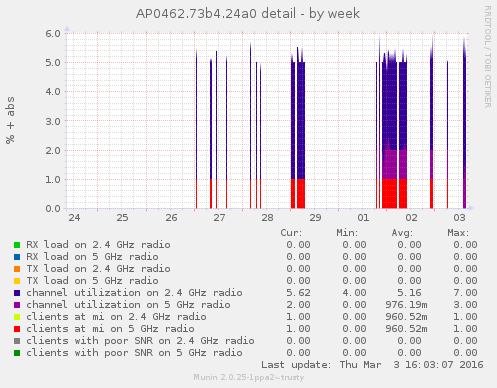 AP0462.73b4.24a0 detail - by week
RRDTOOL / TOBI OETIKER
% + abs
6.0
5.0
4.0
3.0
2.0
1.0
0.0
24 25 26 27 28 29 01 02 03
Cur: Min: Avg: Max:
RX load on 2.4 GHz radio 0.00 0.00 0.00 0.00
RX load on 5 GHz radio 0.00 0.00 0.00 0.00
TX load on 2.4 GHz radio 0.00 0.00 0.00 0.00
TX load on 5 GHz radio 0.00 0.00 0.00 0.00
channel utilization on 2.4 GHz radio 5.62 4.00 5.16 7.00
channel utilization on 5 GHz radio 2.00 0.00 976.19m 3.00
clients at mi on 2.4 GHz radio 1.00 0.00 960.52m 1.00
clients at mi on 5 GHz radio 1.00 0.00 960.52m 1.00
clients with poor SNR on 2.4 GHz radio 0.00 0.00 0.00 0.00
clients with poor SNR on 5 GHz radio 0.00 0.00 0.00 0.00
Last update: Thu Mar 3 16:03:07 2016
Munin 2.0.25-1ppa2~trusty